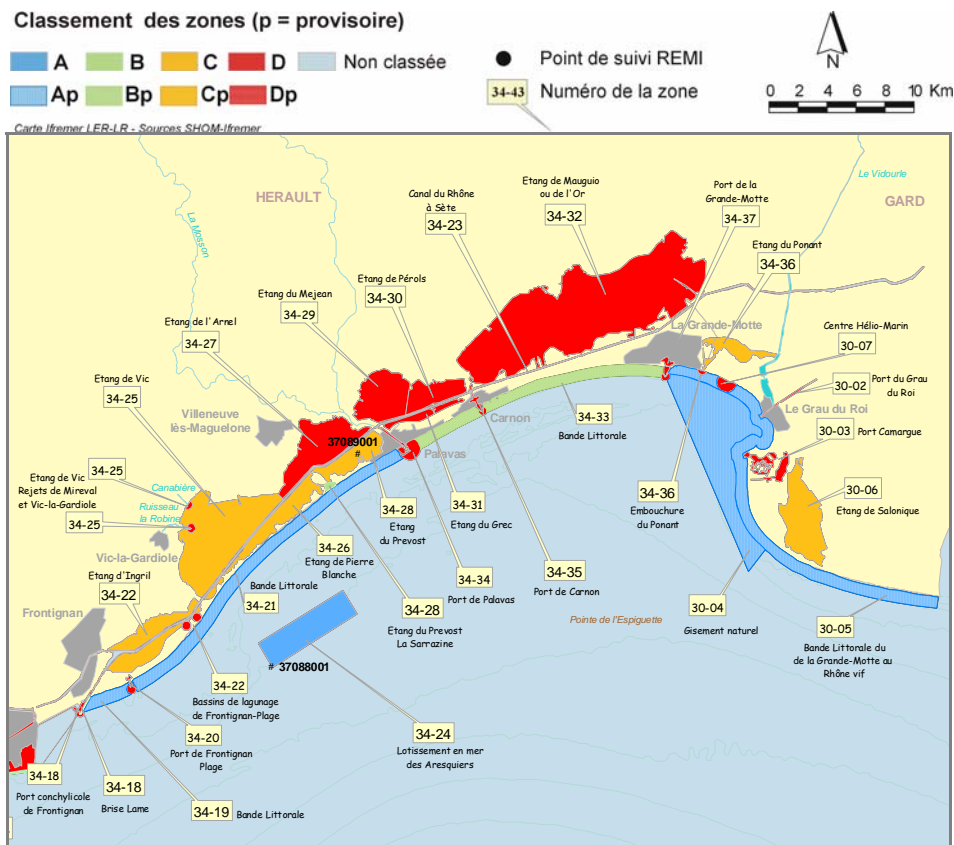 Classement des zones (p = provisoire)
A B C D Non classée
Ap Bp Cp Dp
Point de suivi REMI
34-43 Numéro de la zone
N
0 2 4 6 8 10 Km
Carte Ifremer LER-LR - Sources SHOM-Ifremer
HERAULT
GARD
La Mosson
Le Vidourle
Canal du Rhône
à Sète
34-23
Etang de Mauguio
ou de l'Or
34-32
Port de la
Grande-Motte
34-37
Etang du Ponant
34-36
Etang de Pérols
34-30
Etang du Mejean
34-29
Etang de l'Arnel
34-27
Etang de Vic
34-25
Villeneuve
lès-Maguelone
37089001
#
La Grande-Motte
Centre Hélio-Marin
30-07
30-02
Port du Grau
du Roi
Le Grau du Roi
30-03
Port Camargue
30-06
Etang de Salonique
Carnon
Palavas
34-33
Bande Littorale
34-25
Etang de Vic
Rejets de Mireval
et Vic-la-Gardiole
34-25
Canabière
Ruisseau
la Robine
Vic-la-Gardiole
34-28
Etang
du Prevost
34-31
Etang du Grec
34-36
Embouchure
du Ponant
34-26
Etang de Pierre
Blanche
34-34
Port de Palavas
34-35
Port de Carnon
Etang d'Ingril
34-22
Bande Littorale
34-21
Frontignan
34-28
Etang du Prevost
La Sarrazine
Pointe de l'Espiguette
30-04
Gisement naturel
30-05
Bande Littorale du
de la Grande-Motte au
Rhône vif
# 37088001
34-22
Bassins de lagunage
de Frontignan-Plage
34-20
Port de Frontignan
Plage
34-24
Lotissement en mer
des Aresquiers
34-18
Port conchylicole
de Frontignan
34-18
Brise Lame
34-19 Bande Littorale